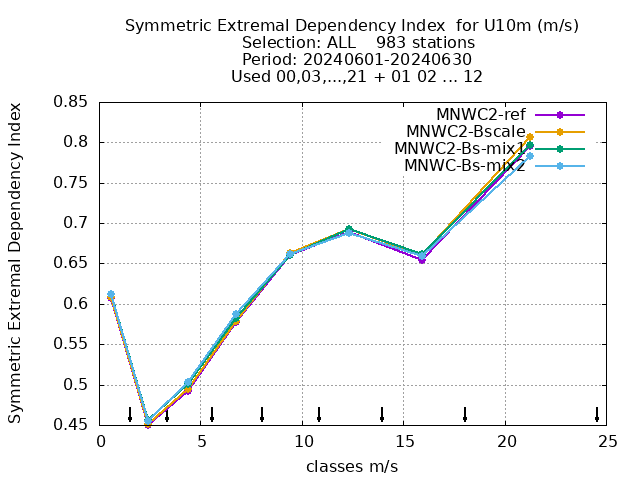 Symmetric Extremal Dependency Index  for U10m (m/s)
Selection: ALL    983 stations
Period: 20240601-20240630
Used 00,03,...,21 + 01 02 ... 12
Symmetric Extremal Dependency Index
0.85
0.8
0.75
0.7
0.65
0.6
0.55
0.5
0.45
MNWC2-ref
MNWC2-Bscale
MNWC2-Bs-mix1
MNWC-Bs-mix2
0 5 10 15 20 25
classes m/s